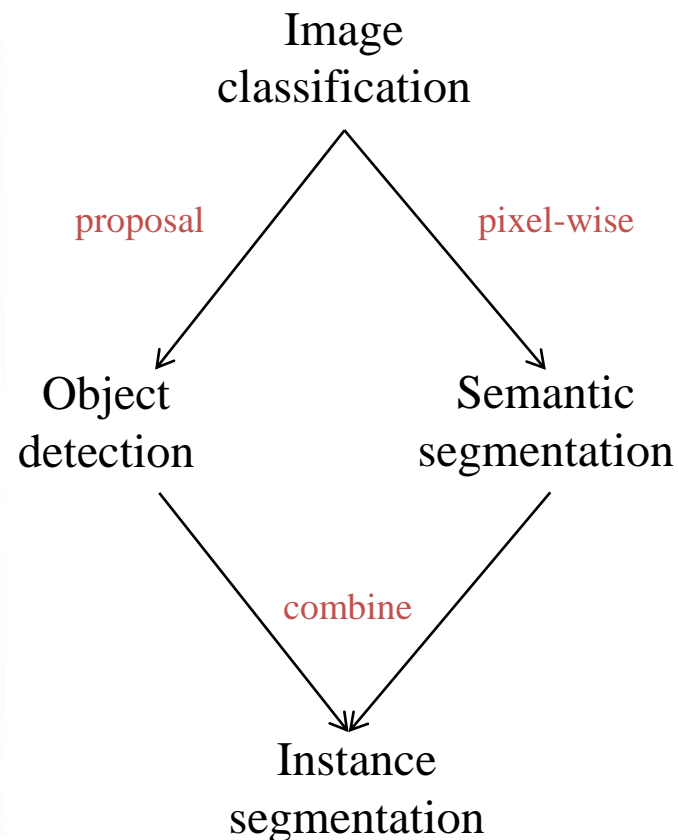 Image
classification
proposal
pixel-wise
Object
detection
Semantic
segmentation
combine
Instance
segmentation